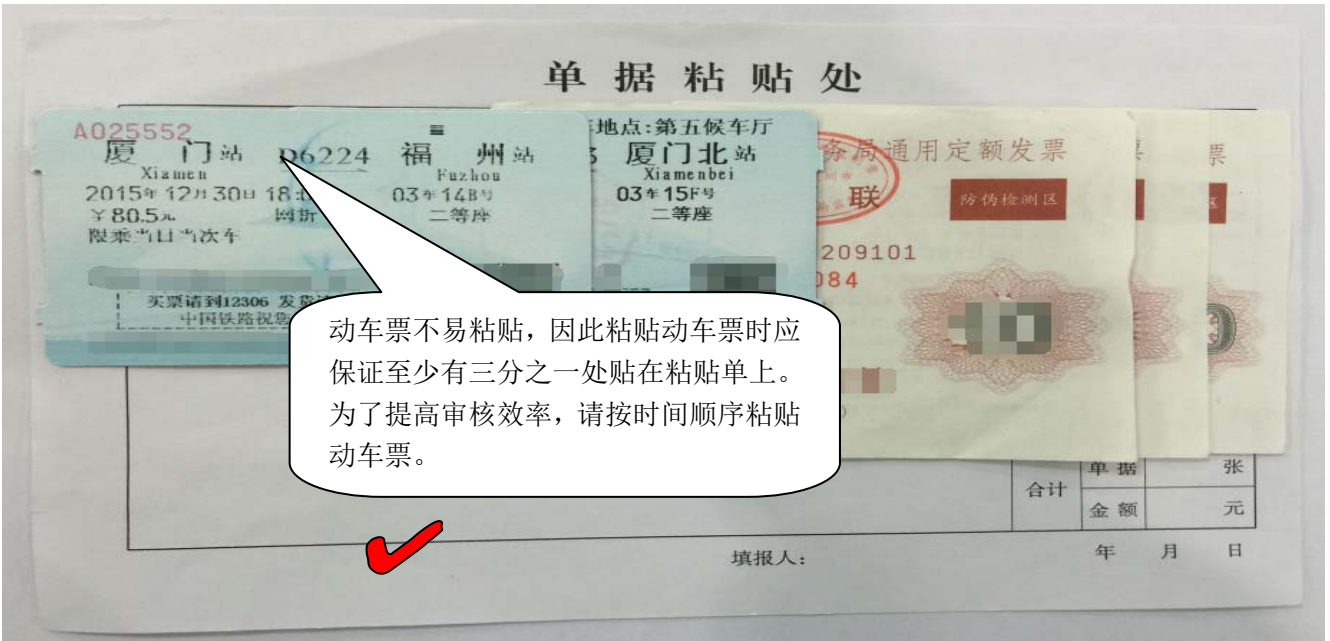 单据粘贴处
A025552
厦门站 D6224 福州站
Xiamen Fuzhou
2015年12月30日 18: 03车14B号
￥80.5元 网折 二等座
限乘当日当次车
买票请到12306 发货
中国铁路祝您
地点:第五候车厅
厦门北站
Xiamenbei
03车15F号
二等座
务局通用定额发票
联
防伪检测区
209101
084
票
动车票不易粘贴，因此粘贴动车票时应
保证至少有三分之一处贴在粘贴单上。
为了提高审核效率，请按时间顺序粘贴
动车票。
合计
单据 张
金额 元
填报人: 年 月 日